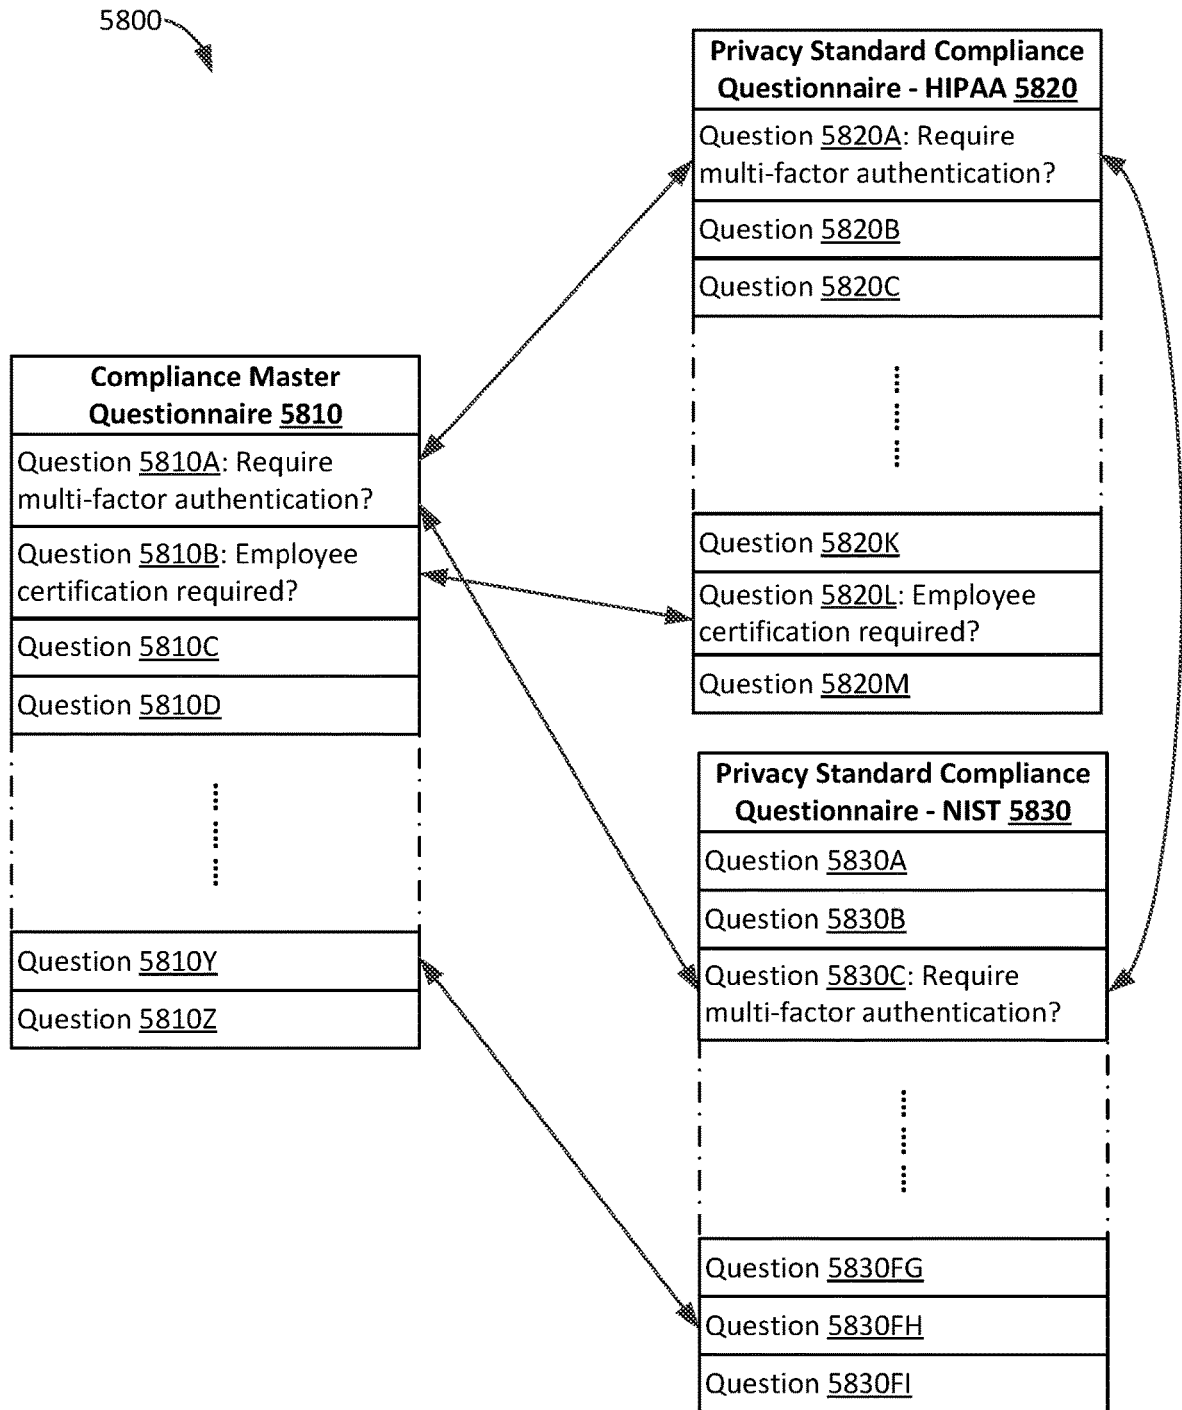 5800
Privacy Standard Compliance
Questionnaire - HIPAA 5820
Question 5820A: Require
multi-factor authentication?
Question 5820B
Question 5820C
Question 5820K
Question 5820L: Employee
certification required?
Question 5820M
Compliance Master
Questionnaire 5810
Question 5810A: Require
multi-factor authentication?
Question 5810B: Employee
certification required?
Question 5810C
Question 5810D
Question 5810Y
Question 5810Z
Privacy Standard Compliance
Questionnaire - NIST 5830
Question 5830A
Question 5830B
Question 5830C: Require
multi-factor authentication?
Question 5830FG
Question 5830FH
Question 5830FI